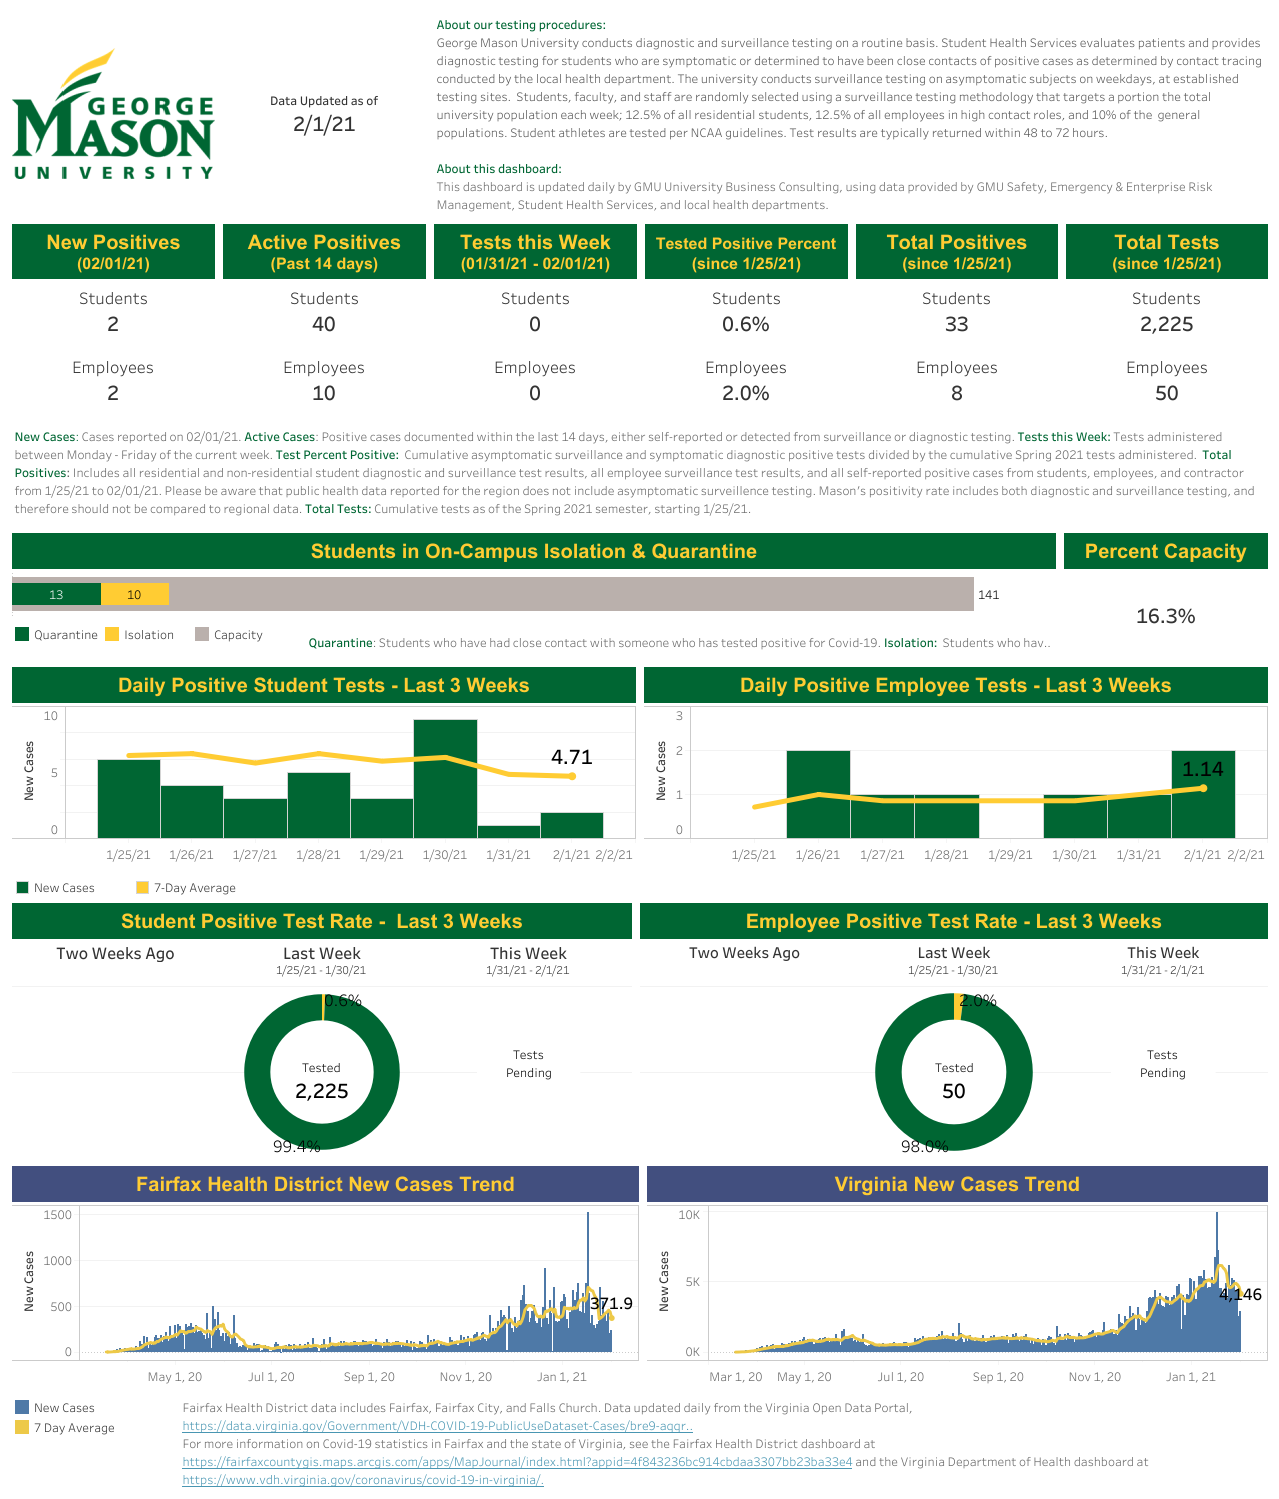 About our testing procedures:
George Mason University conducts diagnostic and surveillance testing on a routine basis. Student Health Services evaluates patients and provides
diagnostic testing for students who are symptomatic or determined to have been close contacts of positive cases as determined by contact tracing
conducted by the local health department. The university conducts surveillance testing on asymptomatic subjects on weekdays, at established
testing sites.  Students, faculty, and staff are randomly selected using a surveillance testing methodology that targets a portion the total
university population each week; 12.5% of all residential students, 12.5% of all employees in high contact roles, and 10% of the  general
populations. Student athletes are tested per NCAA guidelines. Test results are typically returned within 48 to 72 hours.
GEORGE
MASON
UNIVERSITY
Data Updated as of
2/1/21
About this dashboard:
This dashboard is updated daily by GMU University Business Consulting, using data provided by GMU Safety, Emergency & Enterprise Risk
Management, Student Health Services, and local health departments.
New Positives Active Positives Tests this Week Tested Positive Percent Total Positives Total Tests
(02/01/21) (Past 14 days) (01/31/21 - 02/01/21) (since 1/25/21) (since 1/25/21) (since 1/25/21)
Students Students Students Students Students Students
2 40 0 0.6% 33 2,225
Employees Employees Employees Employees Employees Employees
2 10 0 2.0% 8 50
New Cases: Cases reported on 02/01/21. Active Cases: Positive cases documented within the last 14 days, either self-reported or detected from surveillance or diagnostic testing. Tests this Week: Tests administered
between Monday - Friday of the current week. Test Percent Positive:  Cumulative asymptomatic surveillance and symptomatic diagnostic positive tests divided by the cumulative Spring 2021 tests administered.  Total
Positives: Includes all residential and non-residential student diagnostic and surveillance test results, all employee surveillance test results, and all self-reported positive cases from students, employees, and contractor
from 1/25/21 to 02/01/21. Please be aware that public health data reported for the region does not include asymptomatic surveillence testing. Mason's positivity rate includes both diagnostic and surveillance testing, and
therefore should not be compared to regional data. Total Tests: Cumulative tests as of the Spring 2021 semester, starting 1/25/21.
Students in On-Campus Isolation & Quarantine Percent Capacity
13 10 141
16.3%
Quarantine Isolation Capacity
Quarantine: Students who have had close contact with someone who has tested positive for Covid-19. Isolation:  Students who hav..
Daily Positive Student Tests - Last 3 Weeks
10
5
0
New Cases
4.71
1/25/21 1/26/21 1/27/21 1/28/21 1/29/21 1/30/21 1/31/21 2/1/21 2/2/21
Daily Positive Employee Tests - Last 3 Weeks
3
2
1
0
New Cases
1.14
1/25/21 1/26/21 1/27/21 1/28/21 1/29/21 1/30/21 1/31/21 2/1/21 2/2/21
New Cases 7-Day Average
Student Positive Test Rate -  Last 3 Weeks
Two Weeks Ago Last Week This Week
1/25/21 - 1/30/21 1/31/21 - 2/1/21
0.6%
Tested
2,225
99.4%
Tests
Pending
Employee Positive Test Rate - Last 3 Weeks
Two Weeks Ago Last Week This Week
1/25/21 - 1/30/21 1/31/21 - 2/1/21
2.0%
Tested
50
98.0%
Tests
Pending
Fairfax Health District New Cases Trend
1500
1000
500
0
New Cases
371.9
May 1, 20 Jul 1, 20 Sep 1, 20 Nov 1, 20 Jan 1, 21
Virginia New Cases Trend
10K
5K
0K
New Cases
4,146
Mar 1, 20 May 1, 20 Jul 1, 20 Sep 1, 20 Nov 1, 20 Jan 1, 21
New Cases
7 Day Average
Fairfax Health District data includes Fairfax, Fairfax City, and Falls Church. Data updated daily from the Virginia Open Data Portal,
https://data.virginia.gov/Government/VDH-COVID-19-PublicUseDataset-Cases/bre9-aqqr..
For more information on Covid-19 statistics in Fairfax and the state of Virginia, see the Fairfax Health District dashboard at
https://fairfaxcountygis.maps.arcgis.com/apps/MapJournal/index.html?appid=4f843236bc914cbdaa3307bb23ba33e4 and the Virginia Department of Health dashboard at
https://www.vdh.virginia.gov/coronavirus/covid-19-in-virginia/.